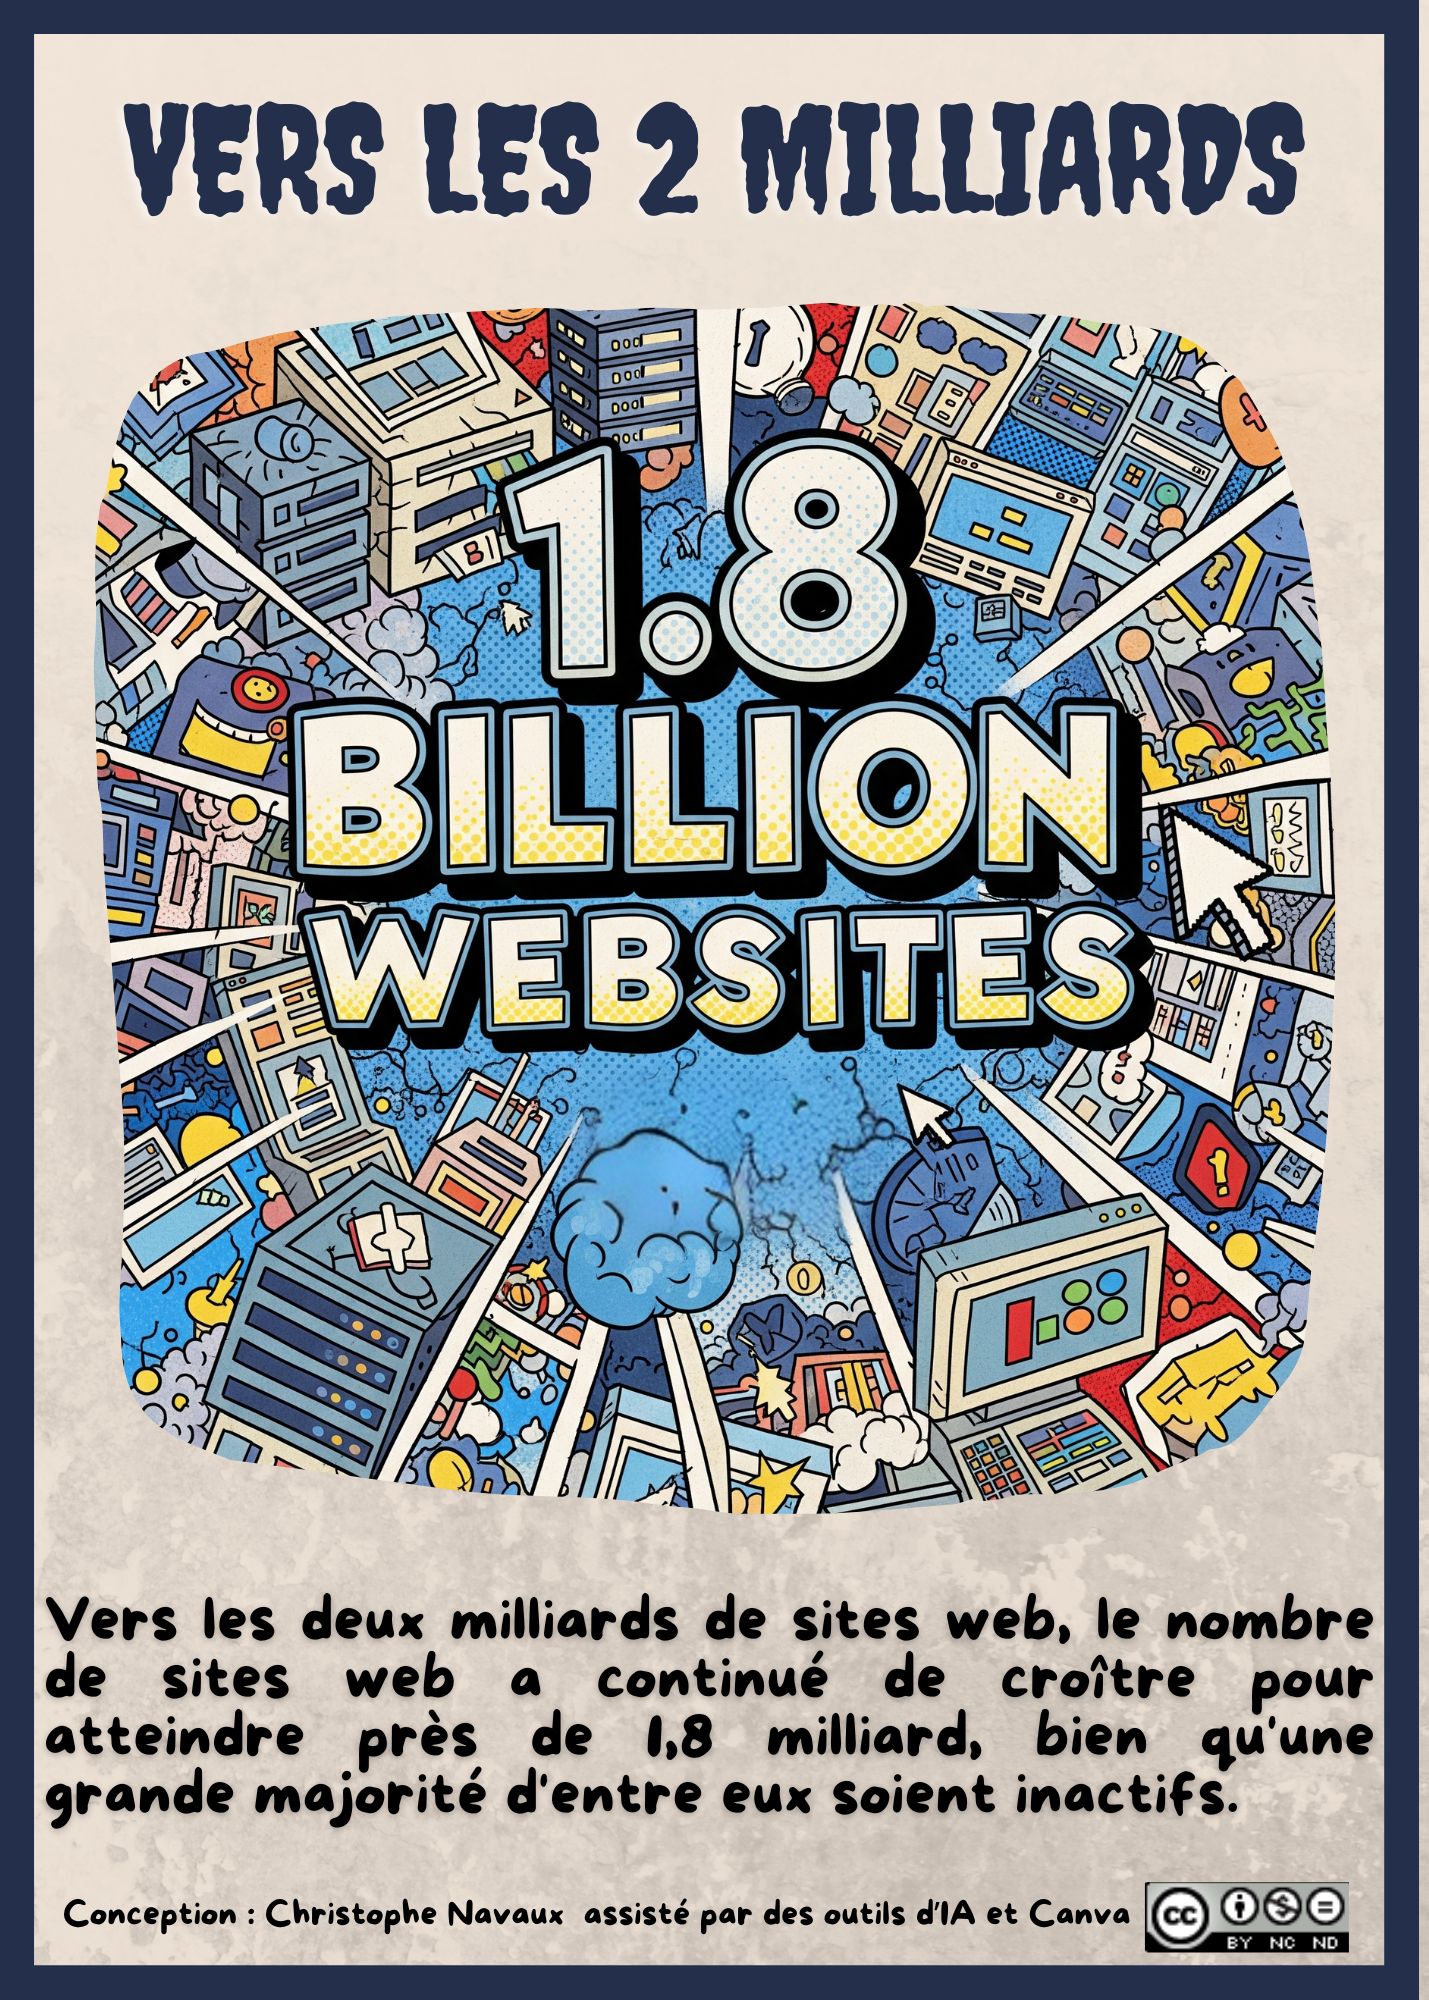 VERS LES 2 MILLIARDS
1.8
BILLION
WEBSITES
Vers les deux milliards de sites web, le nombre
de sites web a continué de croître pour
atteindre près de 1,8 milliard, bien qu'une
grande majorité d'entre eux soient inactifs.
Conception : Christophe Navaux assisté par des outils d'IA et Canva
cc
BY NC ND